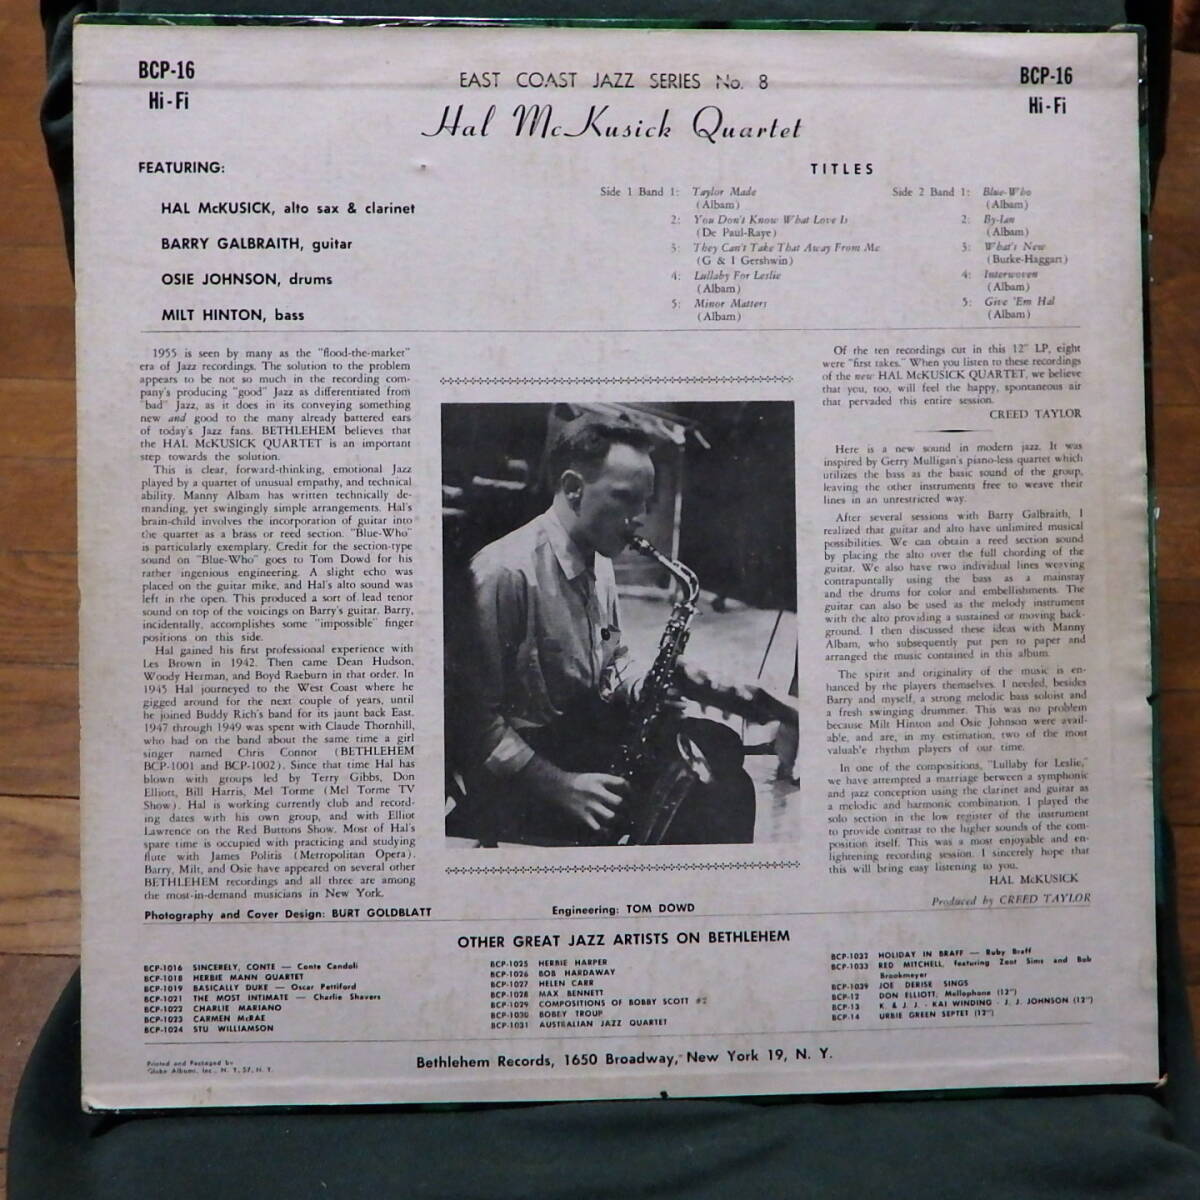 BCP-16
Hi-Fi
EAST COAST JAZZ SERIES No. 8
Hal McKusick Quartet
BCP-16
Hi-Fi
FEATURING:
HAL McKUSICK, alto sax & clarinet
BARRY GALBRAITH, guitar
OSIE JOHNSON, drums
MILT HINTON, bass
TITLES
Side 1 Band 1: Taylor Made
(Albam)
2: You Don't Know What Love Is
(De Paul-Raye)
3: They Can't Take That Away From Me
(G & I Gershwin)
4: Lullaby For Leslie
(Albam)
5: Minor Matters
(Albam)
Side 2 Band 1: Blue-Who
(Albam)
2: By-Ian
(Albam)
3: What's New
(Burke-Haggart)
4: Interwoven
(Albam)
5: Give 'Em Hal
(Albam)
1955 is seen by many as the "flood-the-market"
era of Jazz recordings. The solution to the problem
appears to be not so much in the recording com-
pany's producing "good" Jazz as differentiated from
"bad" Jazz, as it does in its conveying something
new and good to the many already battered ears
of today's Jazz fans. BETHLEHEM believes that
the HAL McKUSICK QUARTET is an important
step towards the solution.
This is clear, forward-thinking, emotional Jazz
played by a quartet of unusual empathy, and technical
ability. Manny Albam has written technically de-
manding, yet swingingly simple arrangements. Hal's
brain-child involves the incorporation of guitar into
the quartet as a brass or reed section. "Blue-Who"
is particularly exemplary. Credit for the section-type
sound on "Blue-Who" goes to Tom Dowd for his
rather ingenious engineering. A slight echo was
placed on the guitar mike, and Hal's alto sound was
left in the open. This produced a sort of lead tenor
sound on top of the voicings on Barry's guitar. Barry,
incidentally, accomplishes some "impossible" finger
positions on this side.
Hal gained his first professional experience with
Les Brown in 1942. Then came Dean Hudson,
Woody Herman, and Boyd Raeburn in that order. In
1945 Hal journeyed to the West Coast where he
gigged around for the next couple of years, until
he joined Buddy Rich's band for its jaunt back East.
1947 through 1949 was spent with Claude Thornhill,
who had on the band about the same time a girl
singer named Chris Connor (BETHLEHEM
BCP-1001 and BCP-1002). Since that time Hal has
blown with groups led by Terry Gibbs, Don
Elliott, Bill Harris, Mel Torme (Mel Torme TV
Show). Hal is working currently club and record-
ing dates with his own group, and with Elliot
Lawrence on the Red Buttons Show. Most of Hal's
spare time is occupied with practicing and studying
flute with James Politis (Metropolitan Opera).
Barry, Milt, and Osie have appeared on several other
BETHLEHEM recordings and all three are among
the most-in-demand musicians in New York.
Photography and Cover Design: BURT GOLDBLATT
Engineering: TOM DOWD
Of the ten recordings cut in this 12" LP, eight
were "first takes." When you listen to these recordings
of the new HAL McKUSICK QUARTET, we believe
that you, too, will feel the happy, spontaneous air
that pervaded this entire session.
CREED TAYLOR
Here is a new sound in modern jazz. It was
inspired by Gerry Mulligan's piano-less quartet which
utilizes the bass as the basic sound of the group,
leaving the other instruments free to weave their
lines in an unrestricted way.
After several sessions with Barry Galbraith, I
realized that guitar and alto have unlimited musical
possibilities. We can obtain a reed section sound
by placing the alto over the full chording of the
guitar. We also have two individual lines weaving
contrapuntally using the bass as a mainstay
and the drums for color and embellishments. The
guitar can also be used as the melody instrument
with the alto providing a sustained or moving back-
ground. I then discussed these ideas with Manny
Albam, who subsequently put pen to paper and
arranged the music contained in this album.
The spirit and originality of the music is en-
hanced by the players themselves. I needed, besides
Barry and myself, a strong melodic bass soloist and
a fresh swinging drummer. This was no problem
because Milt Hinton and Osie Johnson were avail-
able, and are, in my estimation, two of the most
valuable rhythm players of our time.
In one of the compositions, "Lullaby for Leslie,"
we have attempted a marriage between a symphonic
and jazz conception using the clarinet and guitar as
a melodic and harmonic combination. I played the
solo section in the low register of the instrument
to provide contrast to the higher sounds of the com-
position itself. This was a most enjoyable and en-
lightening recording session. I sincerely hope that
this will bring easy listening to you.
HAL McKUSICK
Produced by CREED TAYLOR
OTHER GREAT JAZZ ARTISTS ON BETHLEHEM
BCP-1016 SINCERELY, CONTE — Conte Candoli
BCP-1018 HERBIE MANN QUARTET
BCP-1019 BASICALLY DUKE — Oscar Pettiford
BCP-1021 THE MOST INTIMATE — Charlie Shavers
BCP-1022 CHARLIE MARIANO
BCP-1023 CARMEN McRAE
BCP-1024 STU WILLIAMSON
BCP-1025 HERBIE HARPER
BCP-1026 BOB HARDAWAY
BCP-1027 HELEN CARR
BCP-1028 MAX BENNETT
BCP-1029 COMPOSITIONS OF BOBBY SCOTT #2
BCP-1030 BOBBY TROUP
BCP-1031 AUSTRALIAN JAZZ QUARTET
BCP-1032 HOLIDAY IN BRAFF — Ruby Braff
BCP-1033 RED MITCHELL, featuring Zoot Sims and Bob
Brookmeyer
BCP-1039 JOE DERISE SINGS
BCP-12 DON ELLIOTT, Mellophone (12")
BCP-13 K. & J. J. - KAI WINDING - J. J. JOHNSON (12")
BCP-14 URBIE GREEN SEPTET (12")
Printed and Packaged by
Globe Albums, Inc., N. Y. 57, N. Y.
Bethlehem Records, 1650 Broadway, New York 19, N. Y.